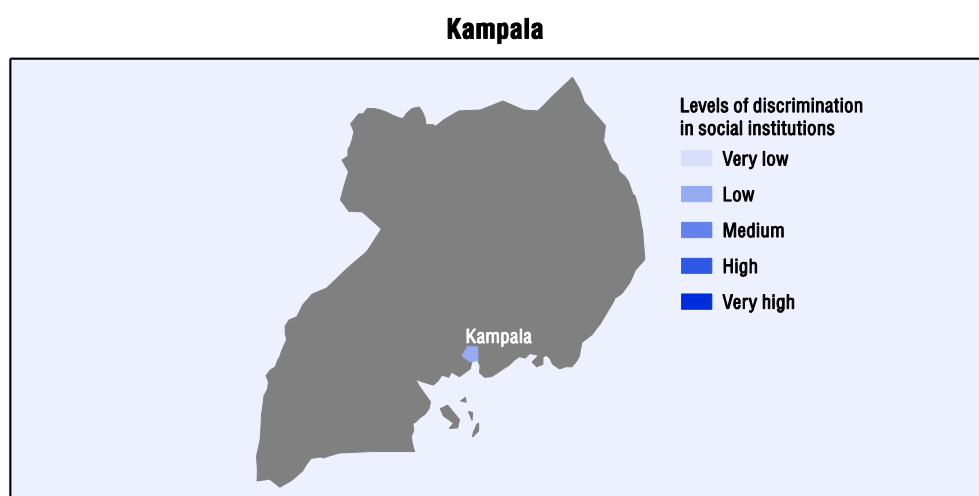 Kampala
Levels of discrimination
in social institutions
Very low
Low
Medium
High
Very high
Kampala